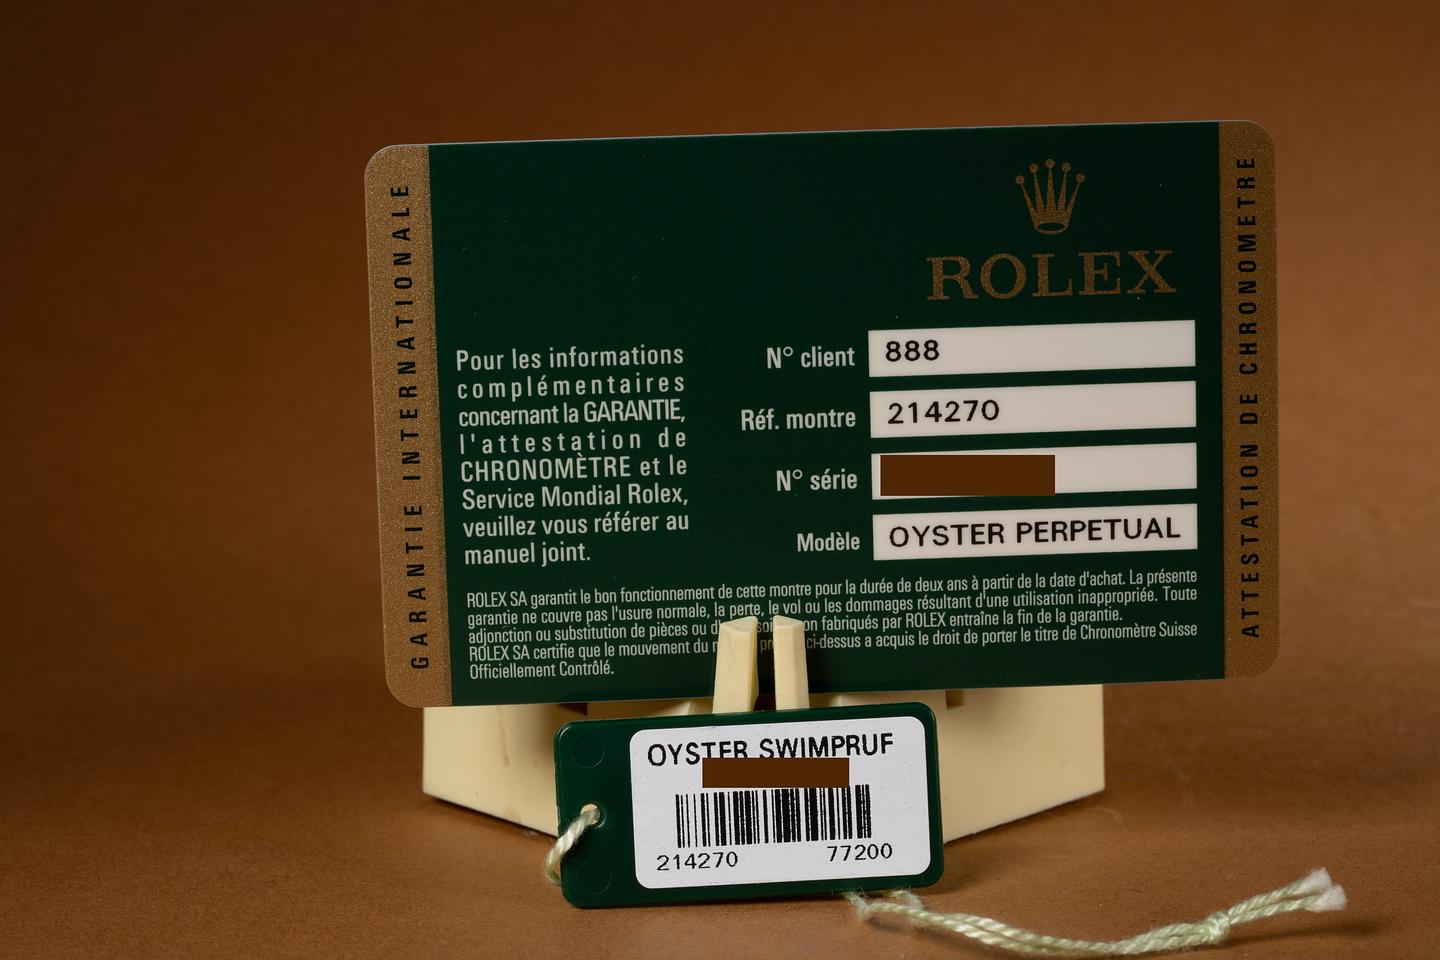 GARANTIE INTERNATIONALE
ROLEX
Pour les informations
complémentaires
concernant la GARANTIE,
l'attestation de
CHRONOMÈTRE et le
Service Mondial Rolex,
veuillez vous référer au
manuel joint.
N° client 888
Réf. montre 214270
N° série
Modèle OYSTER PERPETUAL
ROLEX SA garantit le bon fonctionnement de cette montre pour la durée de deux ans à partir de la date d'achat. La présente
garantie ne couvre pas l'usure normale, la perte, le vol ou les dommages résultant d'une utilisation inappropriée. Toute
adjonction ou substitution de pièces ou fabriqués par ROLEX entraîne la fin de la garantie.
ROLEX SA certifie que le mouvement du ci-dessus a acquis le droit de porter le titre de Chronomètre Suisse
Officiellement Contrôlé.
ATTESTATION DE CHRONOMETRE
OYSTER SWIMPRUF
214270 77200